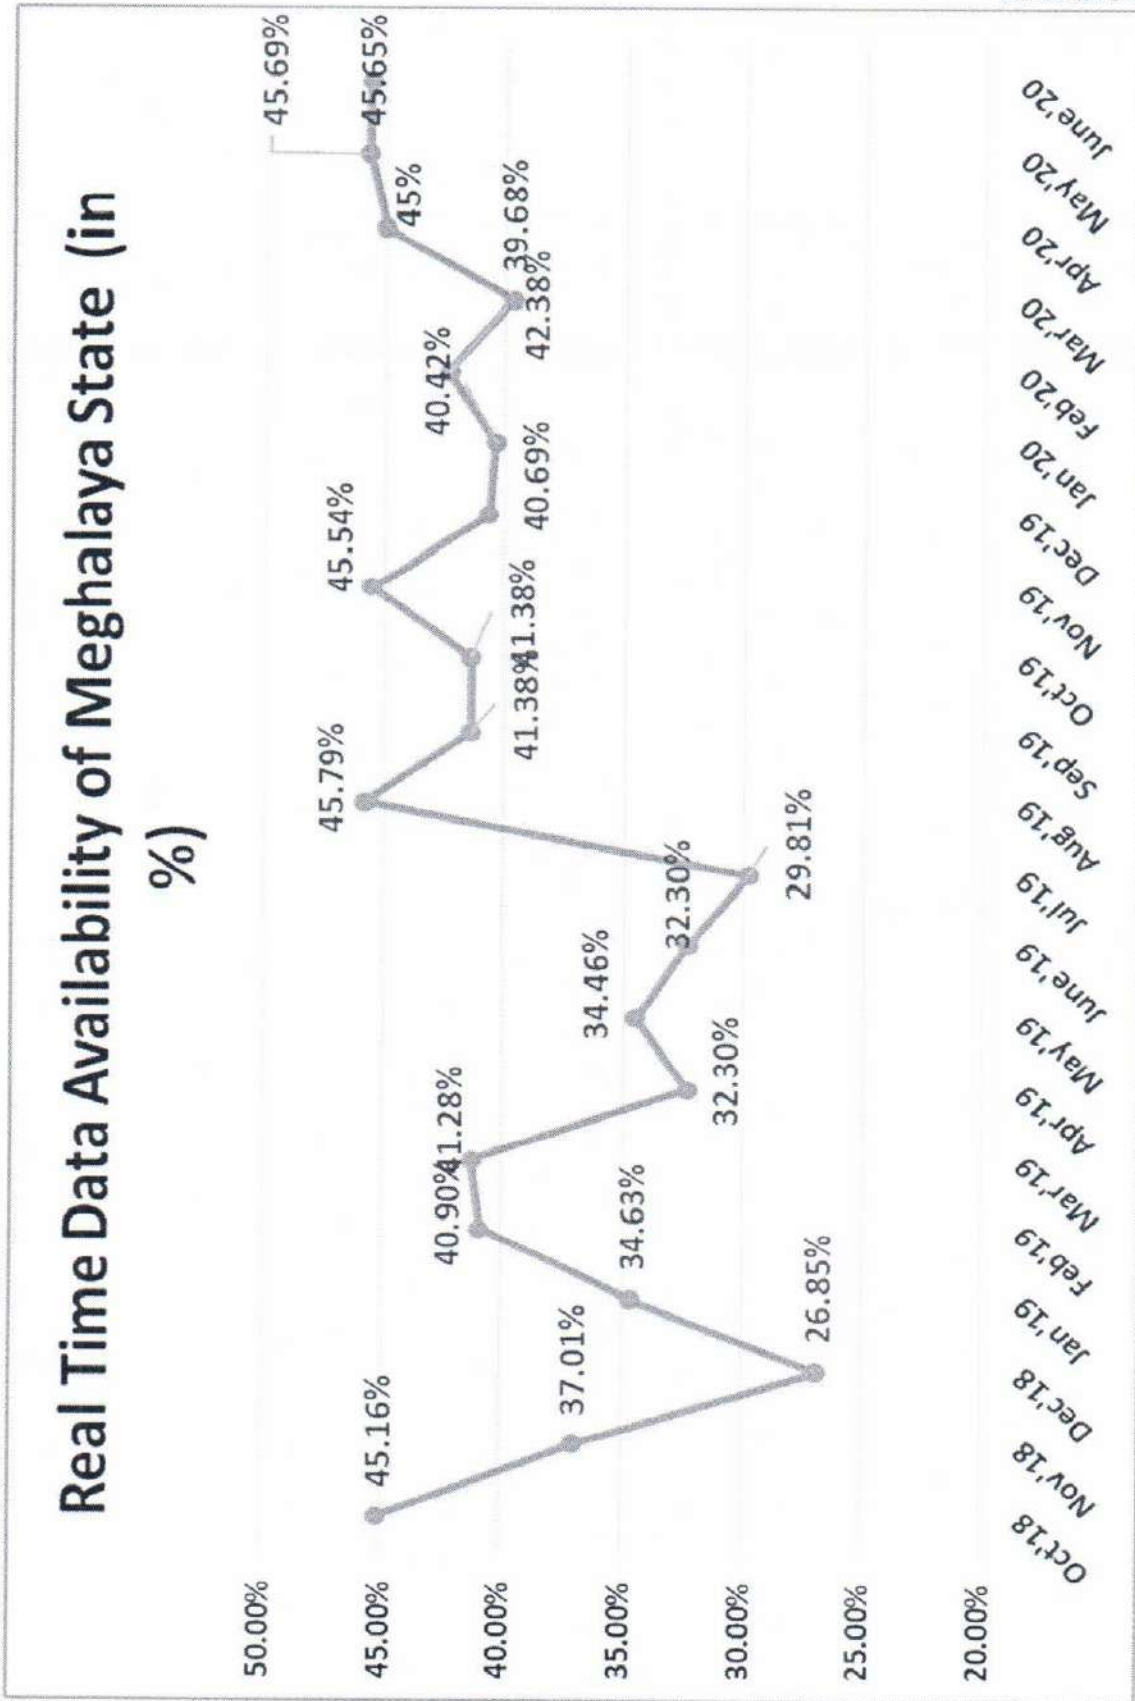 Real Time Data Availability of Meghalaya State (in
%)
50.00%
45.00%
40.00%
35.00%
30.00%
25.00%
20.00%
45.16%
37.01%
26.85%
34.63%
40.90%
41.28%
32.30%
34.46%
32.30%
29.81%
45.79%
41.38%
41.38%
45.54%
40.69%
40.42%
42.38%
39.68%
45%
45.69%
45.65%
Oct'18
Nov'18
Dec'18
Jan'19
Feb'19
Mar'19
Apr'19
May'19
June'19
Jul'19
Aug'19
Sep'19
Oct'19
Nov'19
Dec'19
Jan'20
Feb'20
Mar'20
Apr'20
May'20
June'20